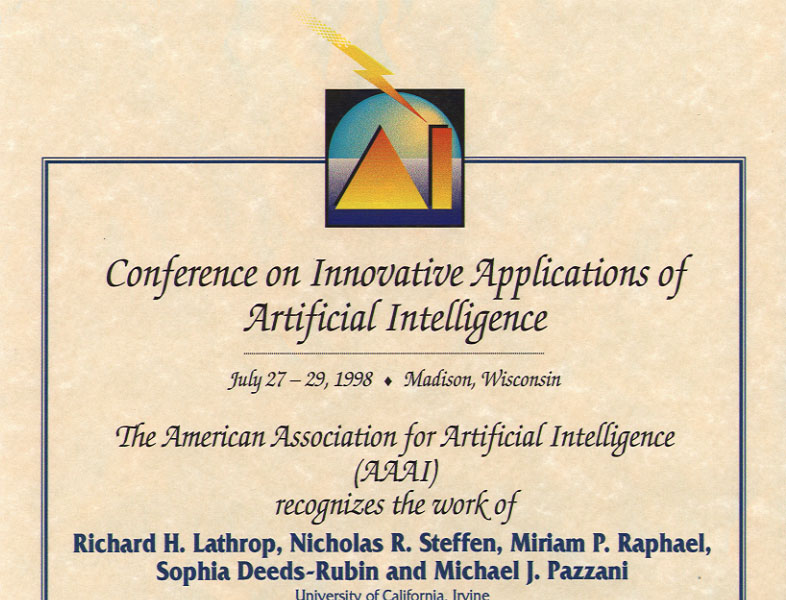 AI
Conference on Innovative Applications of
Artificial Intelligence
July 27 – 29, 1998 ♦ Madison, Wisconsin
The American Association for Artificial Intelligence
(AAAI)
recognizes the work of
Richard H. Lathrop, Nicholas R. Steffen, Miriam P. Raphael,
Sophia Deeds-Rubin and Michael J. Pazzani
University of California, Irvine